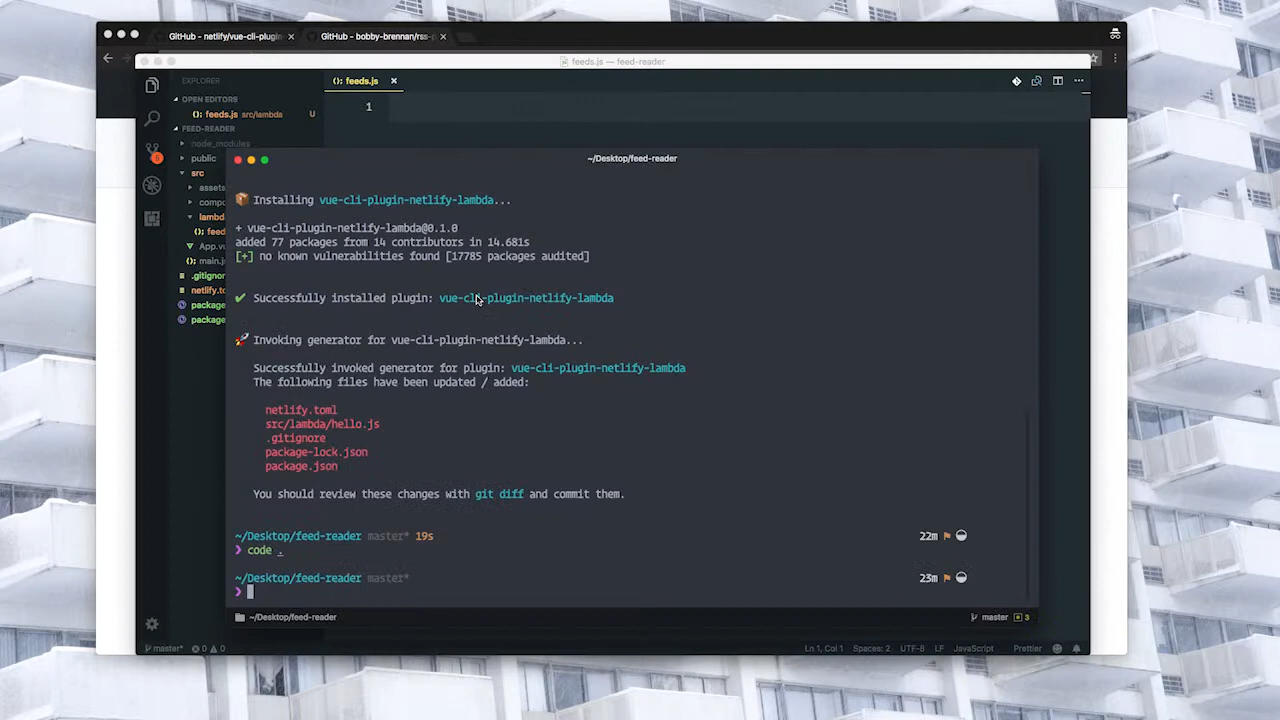 GitHub - netlify/vue-cli-plugin
GitHub - bobby-brennan/rss-
feeds.js — feed-reader
EXPLORER
feeds.js
OPEN EDITORS
1
feeds.js src/lambda U
FEED-READER
node_modules
public
src
assets
compo
lambda
feed
App.vu
main.j
.gitignor
netlify.to
package
package
6
~/Desktop/feed-reader
Installing vue-cli-plugin-netlify-lambda...
+ vue-cli-plugin-netlify-lambda@0.1.0
added 77 packages from 14 contributors in 14.681s
[+] no known vulnerabilities found [17785 packages audited]
✔ Successfully installed plugin: vue-cli-plugin-netlify-lambda
Invoking generator for vue-cli-plugin-netlify-lambda...
Successfully invoked generator for plugin: vue-cli-plugin-netlify-lambda
The following files have been updated / added:
netlify.toml
src/lambda/hello.js
.gitignore
package-lock.json
package.json
You should review these changes with git diff and commit them.
~/Desktop/feed-reader master* 19s 22m
❯ code .
~/Desktop/feed-reader master* 23m
❯
~/Desktop/feed-reader master 3
master* 0 0 Ln 1, Col 1 Spaces: 2 UTF-8 LF JavaScript Prettier